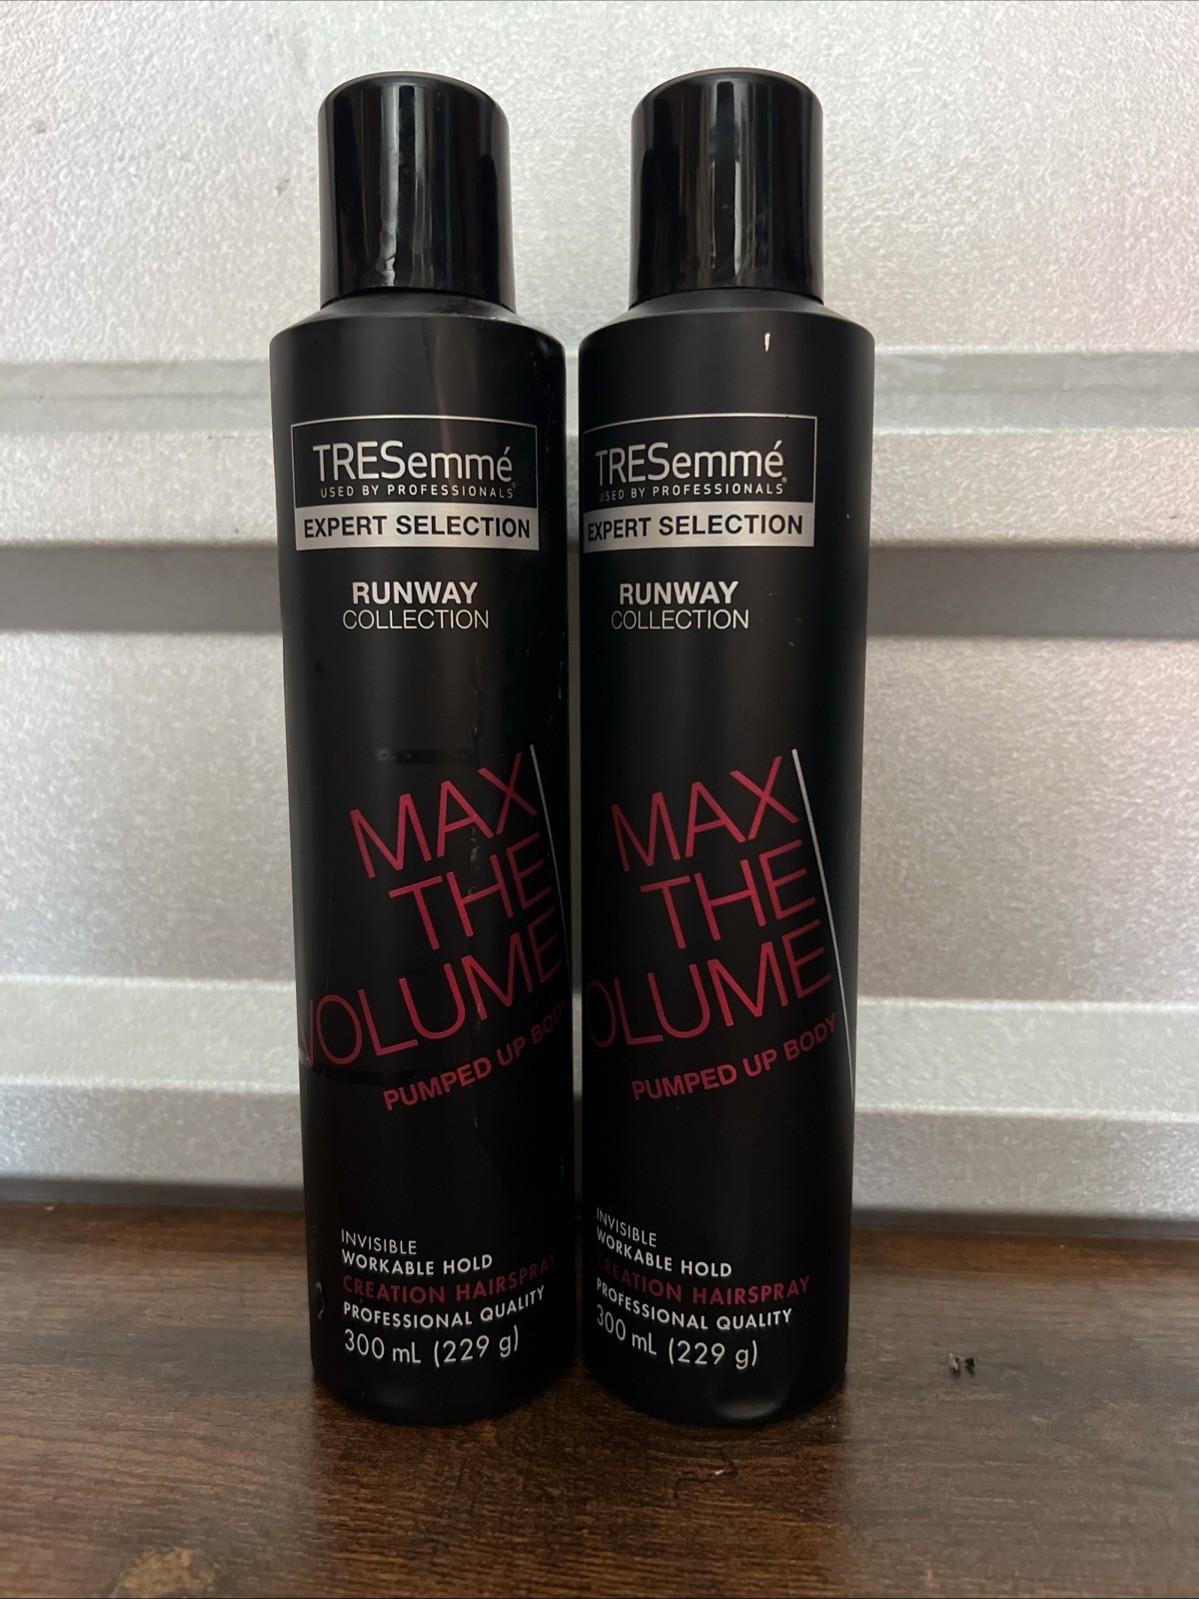 TRESemmé
USED BY PROFESSIONALS
EXPERT SELECTION
RUNWAY
COLLECTION
MAX
THE
VOLUME
PUMPED UP BODY
INVISIBLE
WORKABLE HOLD
CREATION HAIRSPRAY
PROFESSIONAL QUALITY
300 mL (229 g)
TRESemmé®
USED BY PROFESSIONALS
EXPERT SELECTION
RUNWAY
COLLECTION
MAX
THE
OLUME
PUMPED UP BODY
INVISIBLE
WORKABLE HOLD
CREATION HAIRSPRAY
PROFESSIONAL QUALITY
300 mL (229 g)